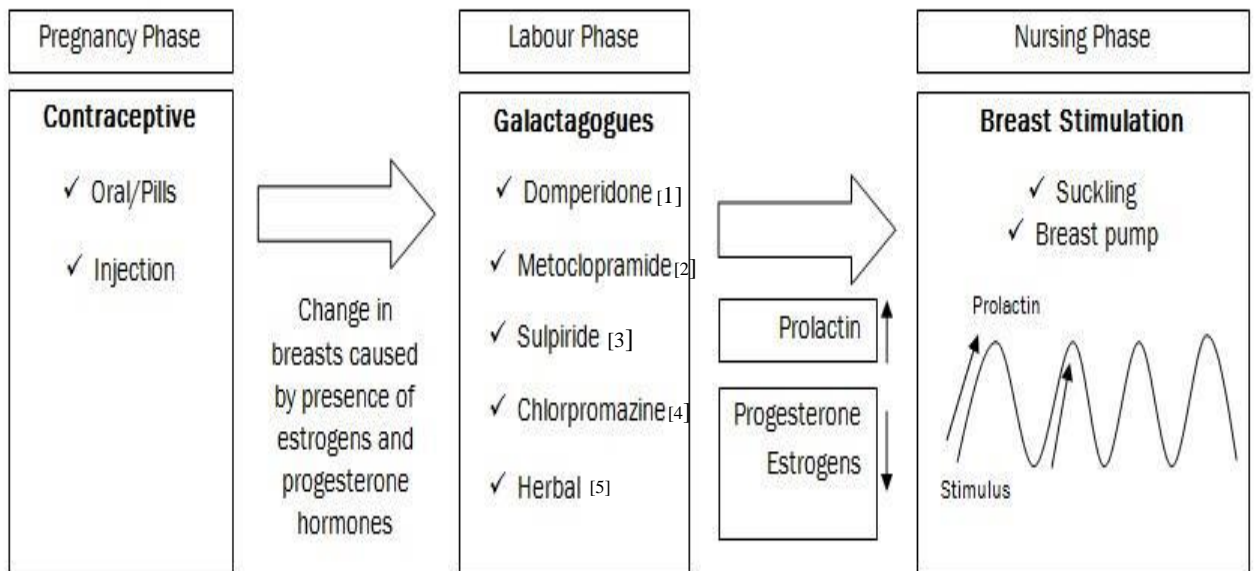 Pregnancy Phase
Contraceptive
✓ Oral/Pills
✓ Injection
Change in
breasts caused
by presence of
estrogens and
progesterone
hormones
Labour Phase
Galactagogues
✓ Domperidone [1]
✓ Metoclopramide [2]
✓ Sulpiride [3]
✓ Chlorpromazine [4]
✓ Herbal [5]
Prolactin
Progesterone
Estrogens
Nursing Phase
Breast Stimulation
✓ Suckling
✓ Breast pump
Prolactin
Stimulus